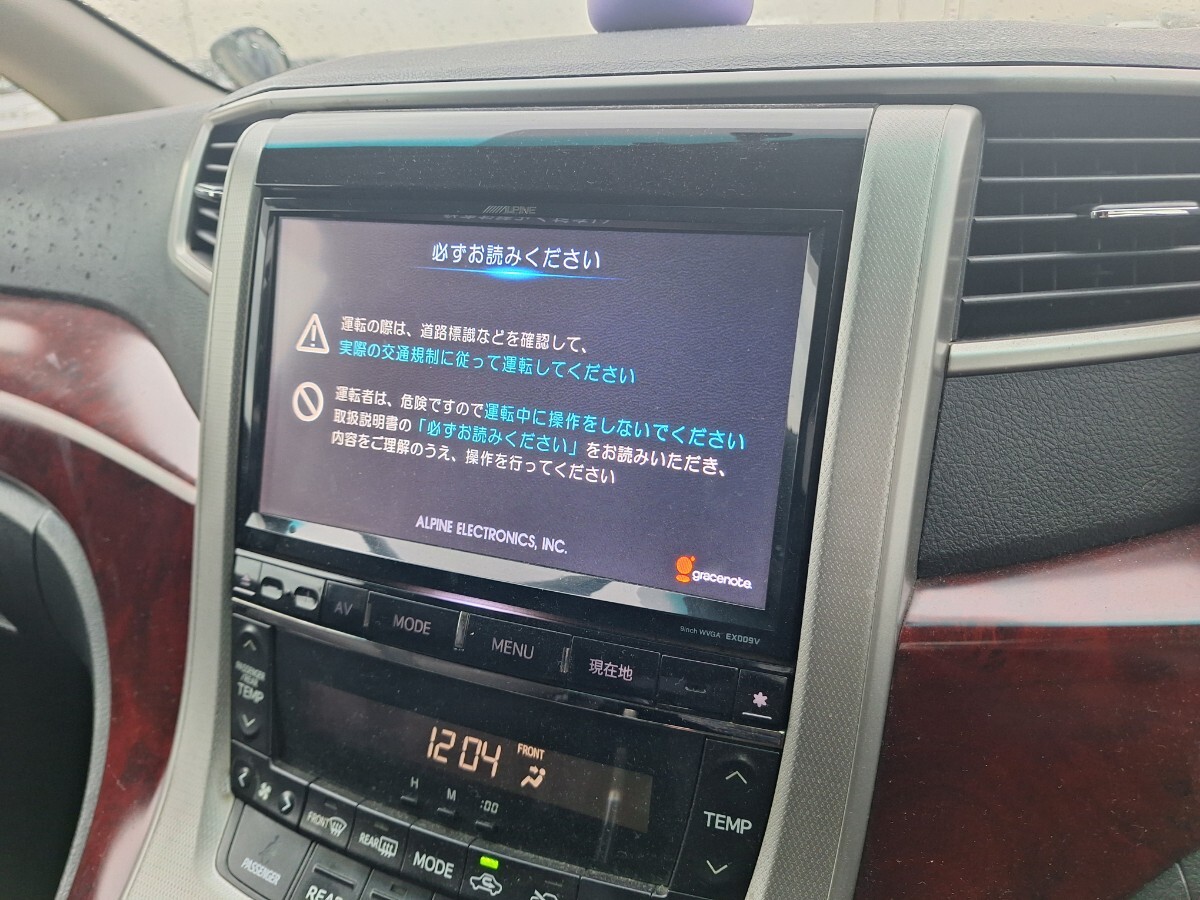 ALPINE
必ずお読みください
運転の際は、道路標識などを確認して、
実際の交通規制に従って運転してください
運転者は、危険ですので運転中に操作をしないでください
取扱説明書の「必ずお読みください」をお読みいただき、
内容をご理解のうえ、操作を行ってください
ALPINE ELECTRONICS, INC.
gracenote.
9inch WVGA EX009V
AV
MODE
MENU
現在地
PASSENGER
/REAR
TEMP
12 04
FRONT
H
M
:00
TEMP
FRONT
REAR
MODE
PASSENGER
REAR